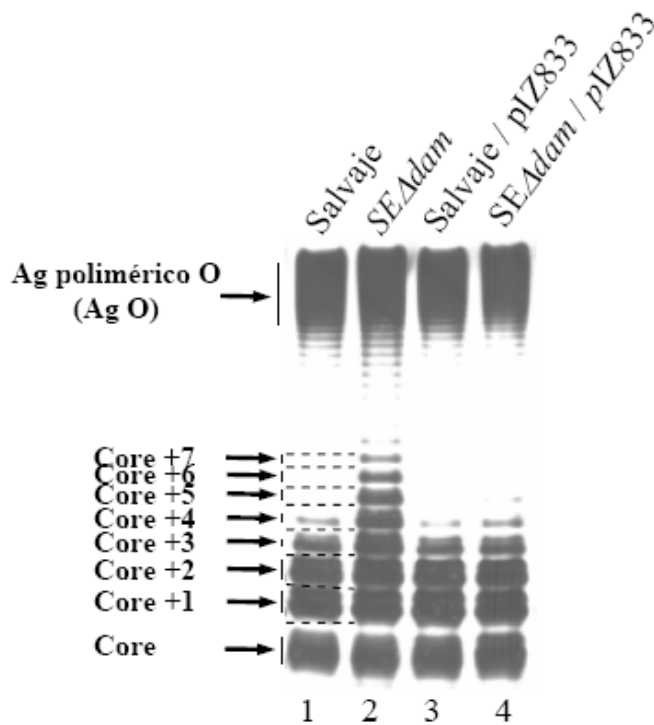 Salvaje
SEΔdam
Salvaje / pIZ833
SEΔdam / pIZ833
Ag polimérico O
(Ag O)
Core +7
Core +6
Core +5
Core +4
Core +3
Core +2
Core +1
Core
1 2 3 4